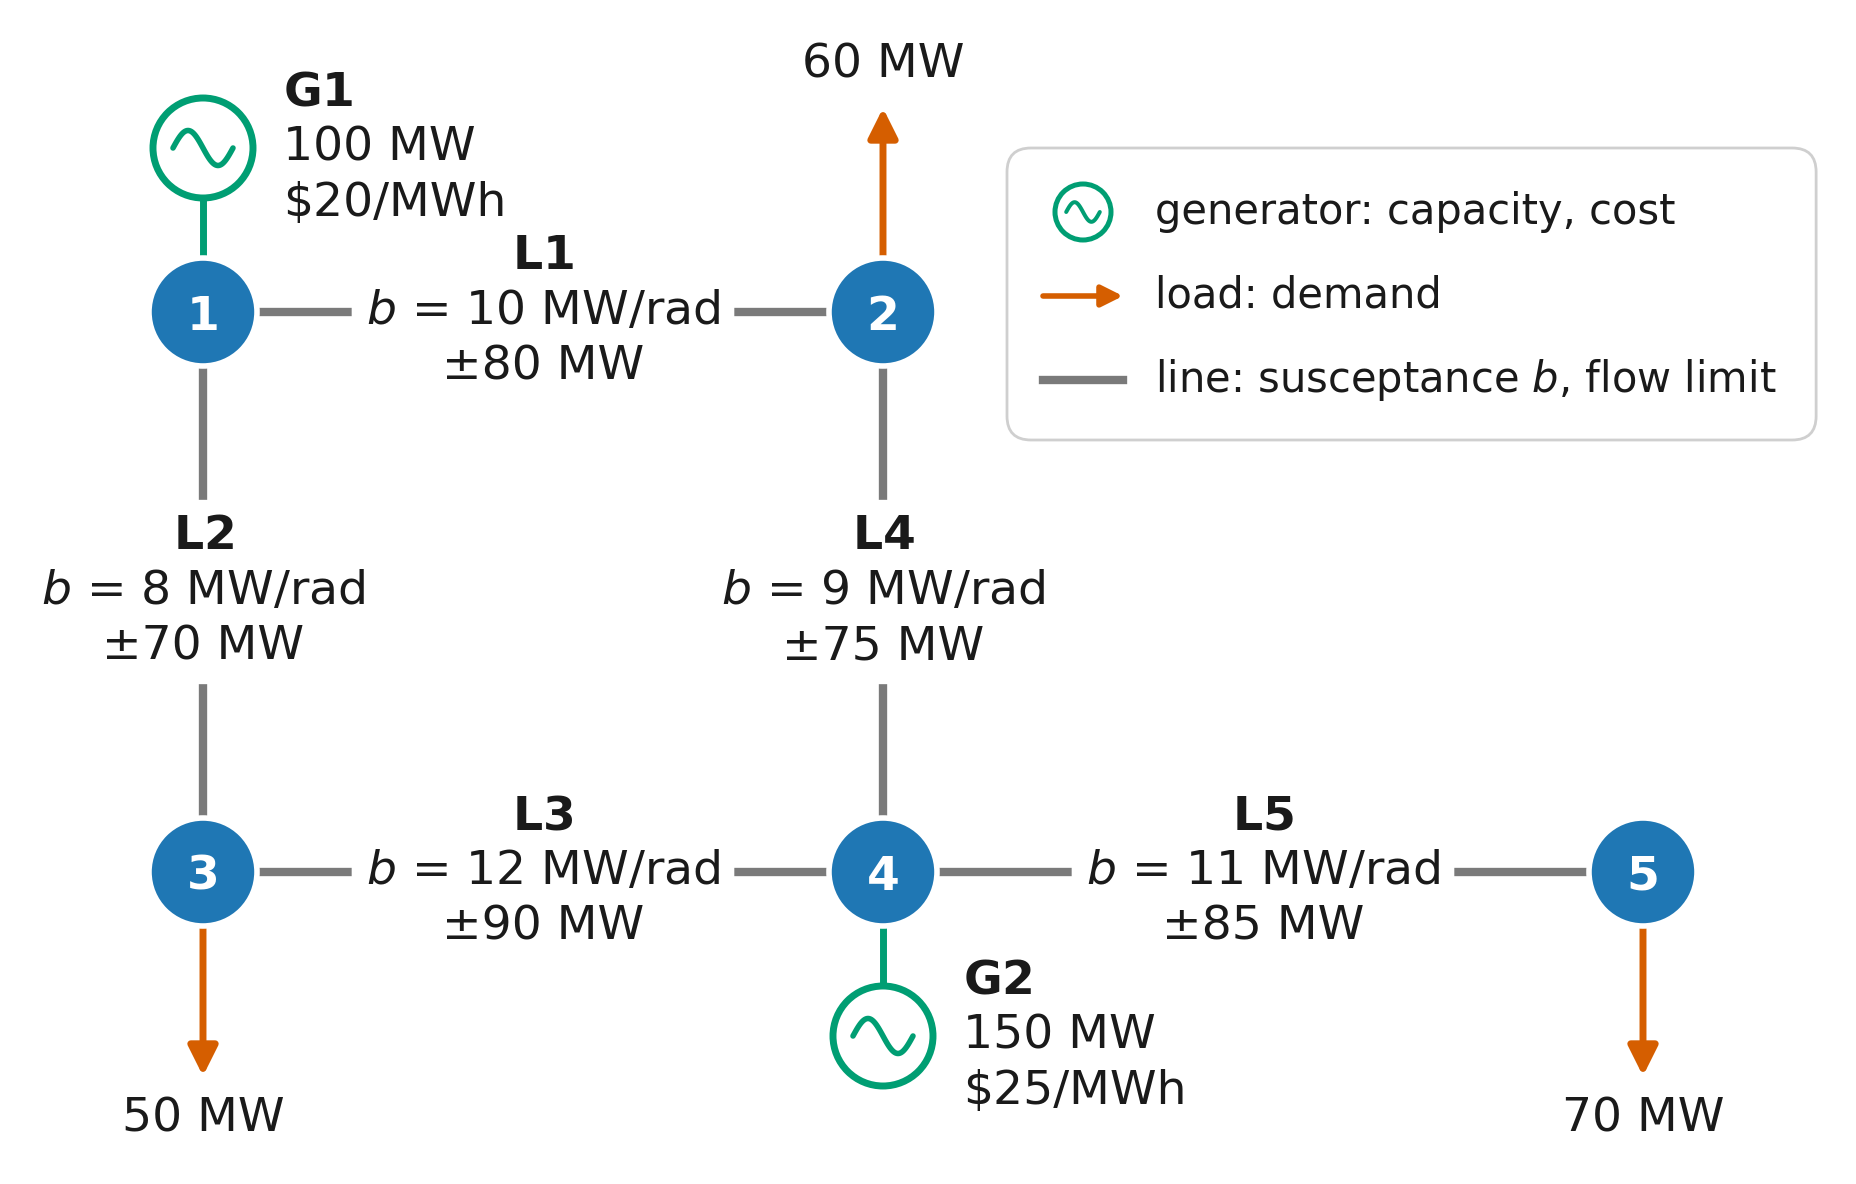 60 MW
G1
100 MW
$20/MWh
generator: capacity, cost
load: demand
line: susceptance b, flow limit
L1
b = 10 MW/rad
±80 MW
1
2
L2
b = 8 MW/rad
±70 MW
L4
b = 9 MW/rad
±75 MW
L3
b = 12 MW/rad
±90 MW
L5
b = 11 MW/rad
±85 MW
3
4
5
G2
150 MW
$25/MWh
50 MW
70 MW